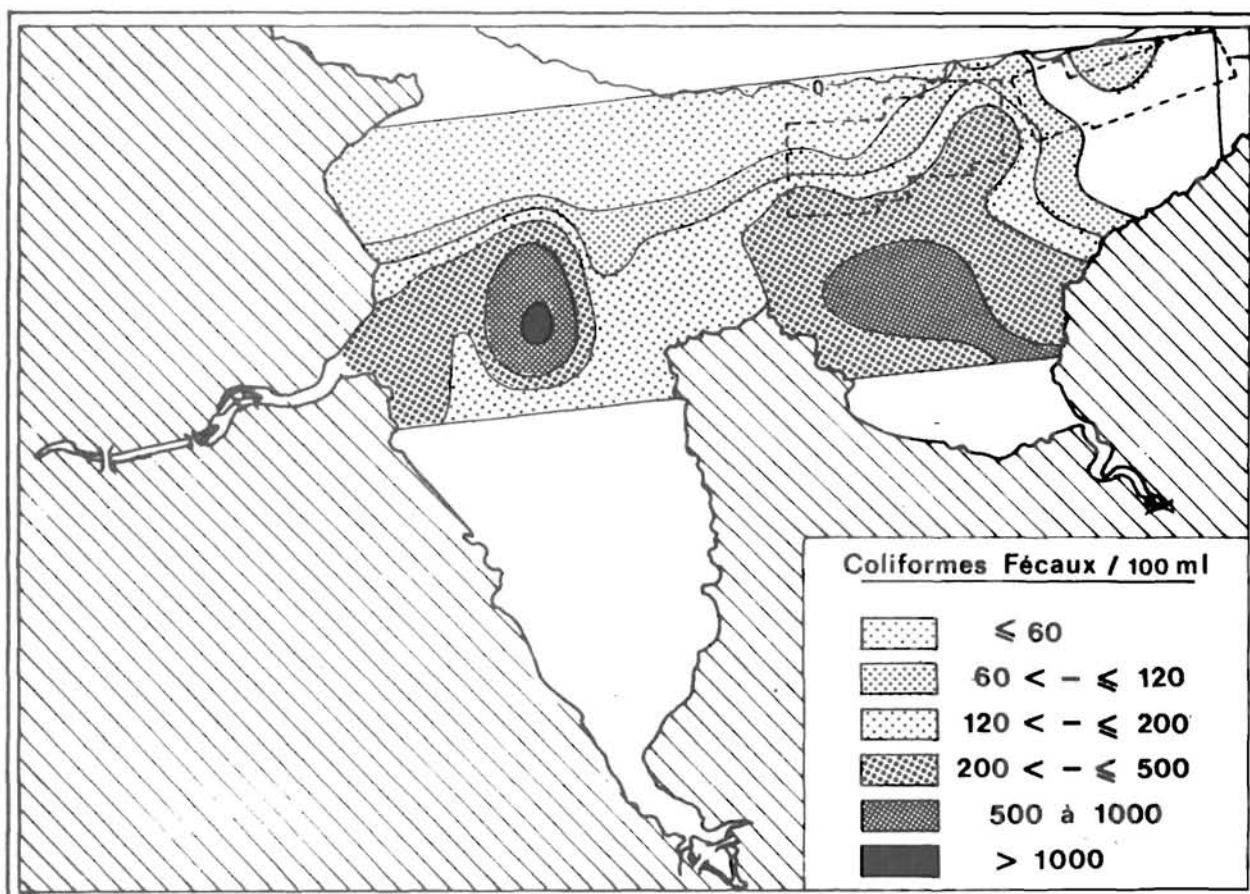 Coliformes Fécaux / 100 ml
⩽ 60
60 < - ⩽ 120
120 < - ⩽ 200
200 < - ⩽ 500
500 à 1000
> 1000